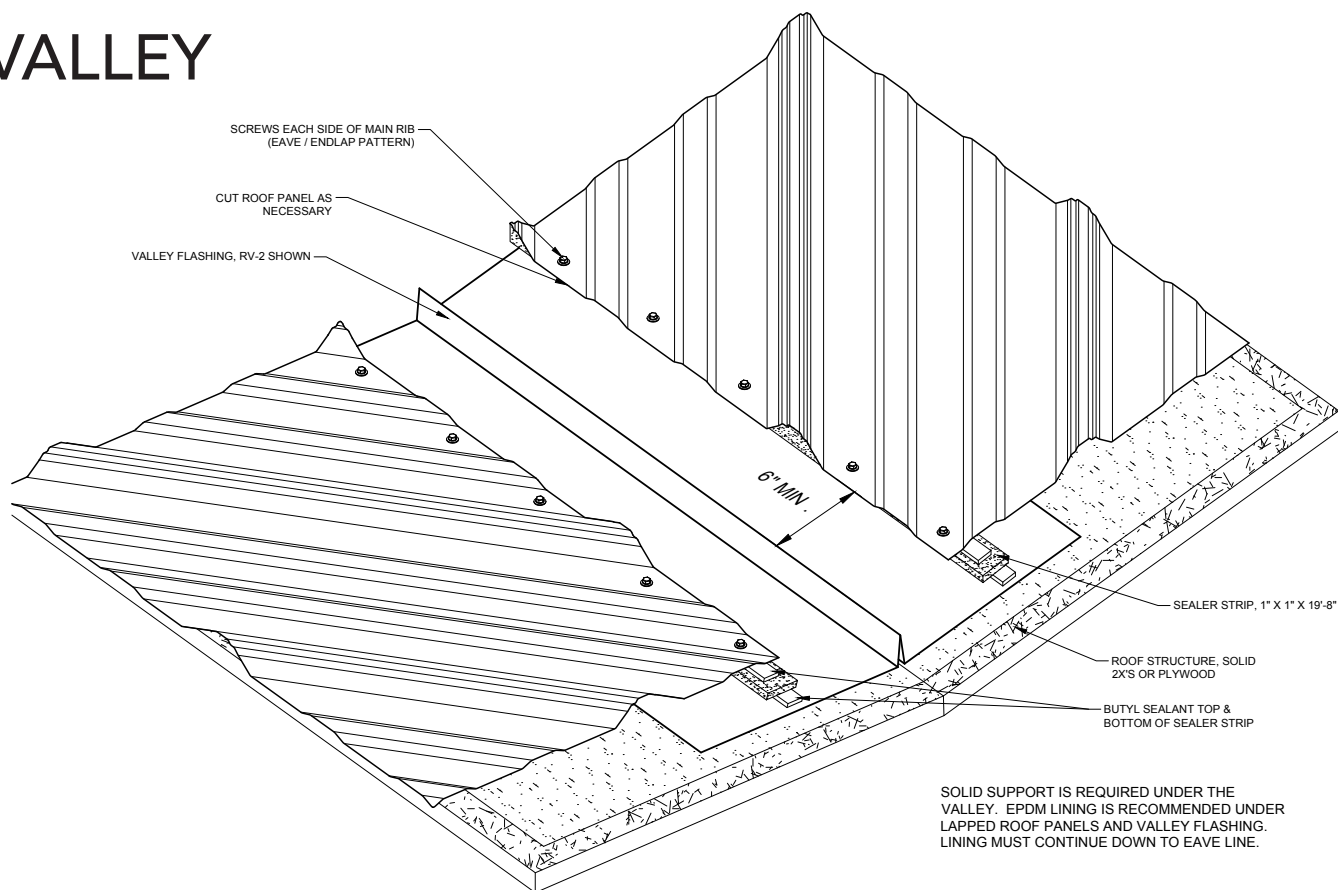 VALLEY
SCREWS EACH SIDE OF MAIN RIB
(EAVE / ENDLAP PATTERN)
CUT ROOF PANEL AS
NECESSARY
VALLEY FLASHING, RV-2 SHOWN
6" MIN.
SEALER STRIP, 1" X 1" X 19'-8"
ROOF STRUCTURE, SOLID
2X'S OR PLYWOOD
BUTYL SEALANT TOP &
BOTTOM OF SEALER STRIP
SOLID SUPPORT IS REQUIRED UNDER THE
VALLEY. EPDM LINING IS RECOMMENDED UNDER
LAPPED ROOF PANELS AND VALLEY FLASHING.
LINING MUST CONTINUE DOWN TO EAVE LINE.